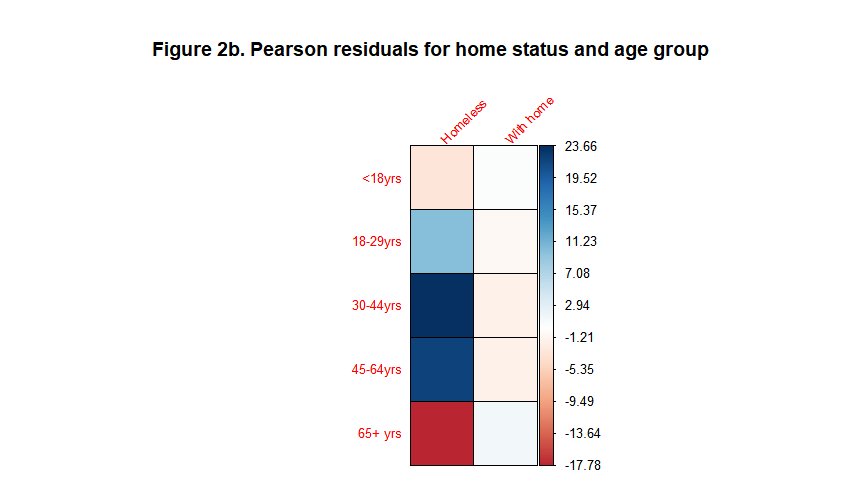 Figure 2b. Pearson residuals for home status and age group
Homeless
With home
<18yrs
18-29yrs
30-44yrs
45-64yrs
65+ yrs
23.66
19.52
15.37
11.23
7.08
2.94
-1.21
-5.35
-9.49
-13.64
-17.78